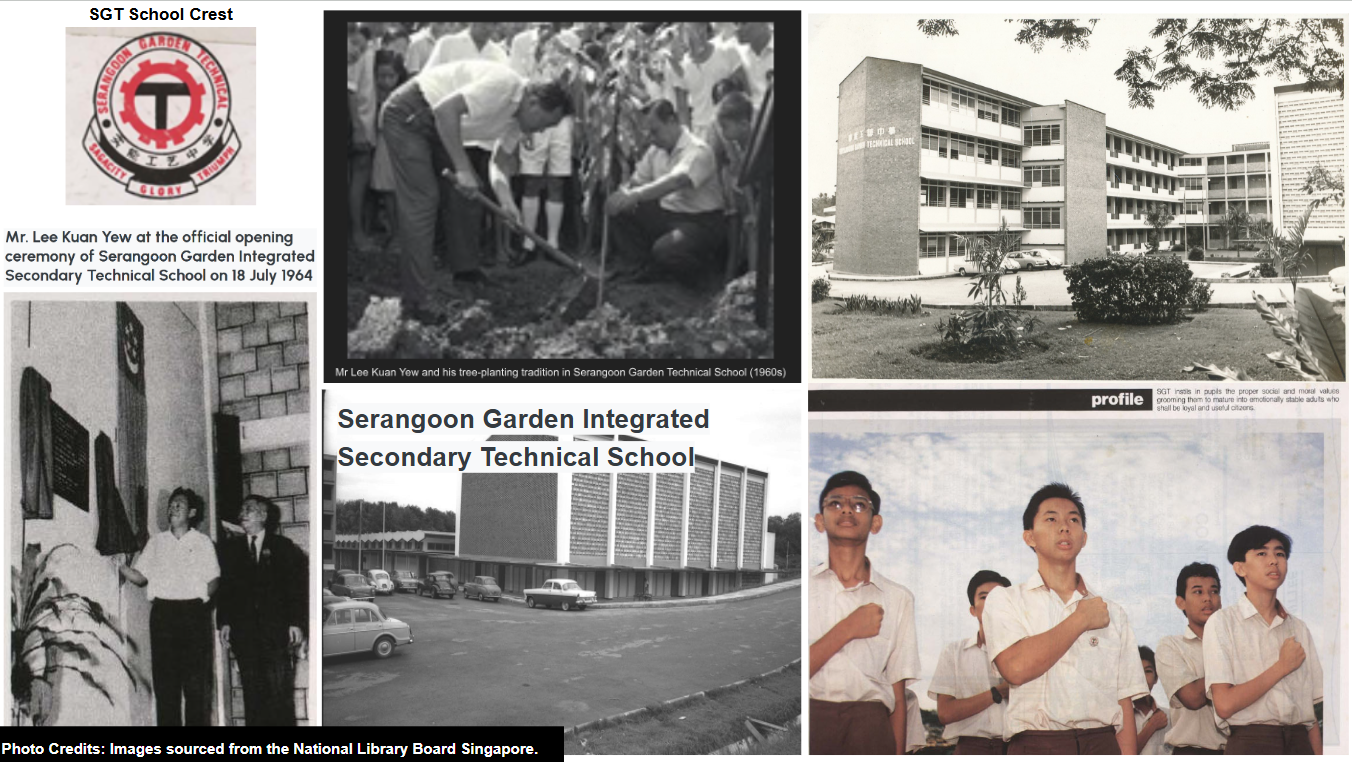 SGT School Crest
SERANGOON GARDEN TECHNICAL
工艺中学
SAGACITY GLORY TRIUMPH
Mr. Lee Kuan Yew at the official opening
ceremony of Serangoon Garden Integrated
Secondary Technical School on 18 July 1964
Mr Lee Kuan Yew and his tree-planting tradition in Serangoon Garden Technical School (1960s)
工艺中学
SERANGOON GARDEN TECHNICAL SCHOOL
Serangoon Garden Integrated
Secondary Technical School
profile
SGT instils in pupils the proper social and moral values
grooming them to mature into emotionally stable adults who
shall be loyal and useful citizens.
Photo Credits: Images sourced from the National Library Board Singapore.